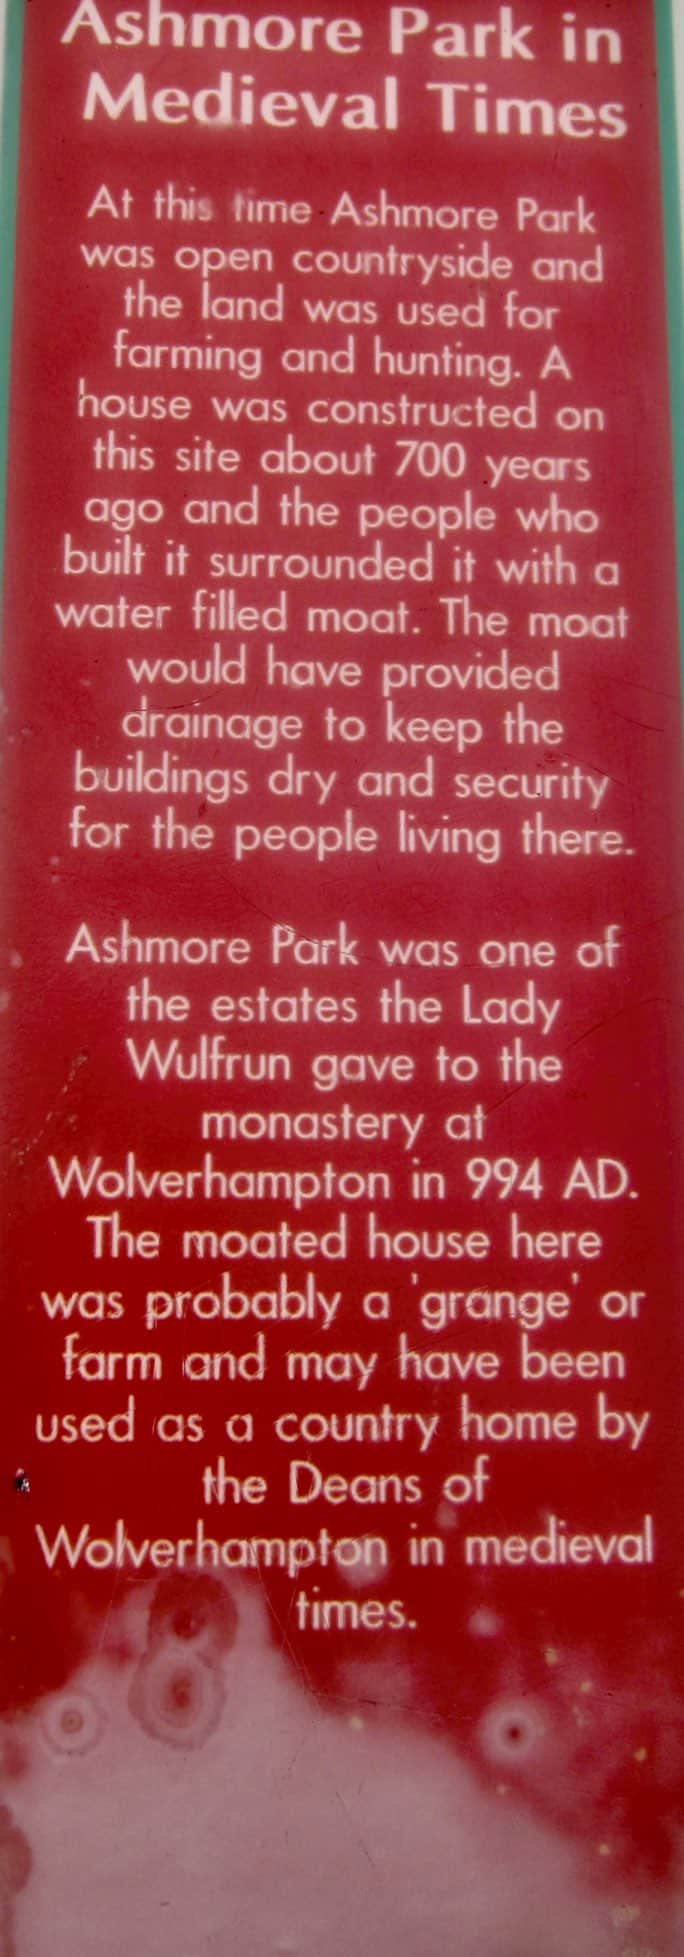 Ashmore Park in
Medieval Times
At this time Ashmore Park
was open countryside and
the land was used for
farming and hunting. A
house was constructed on
this site about 700 years
ago and the people who
built it surrounded it with a
water filled moat. The moat
would have provided
drainage to keep the
buildings dry and security
for the people living there.
Ashmore Park was one of
the estates the Lady
Wulfrun gave to the
monastery at
Wolverhampton in 994 AD.
The moated house here
was probably a 'grange' or
farm and may have been
used as a country home by
the Deans of
Wolverhampton in medieval
times.